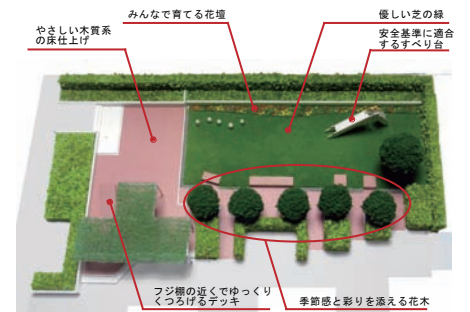 みんなで育てる花壇
優しい芝の緑
やさしい木質系
の床仕上げ
安全基準に適合
するすべり台
フジ棚の近くでゆっくり
くつろげるデッキ
季節感と彩りを添える花木